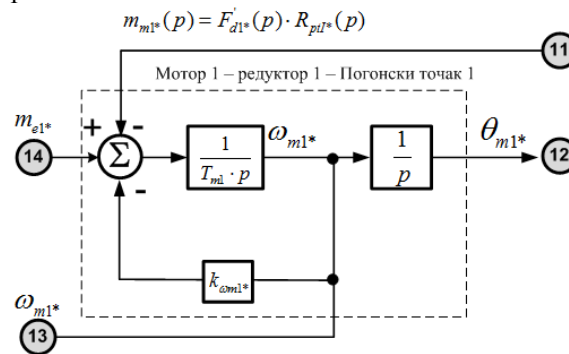 m_{m1*}(p) = F'_{d1*}(p) · R_{ptI*}(p)
11
Мотор 1 – редуктор 1 – Погонски точак 1
m_{e1*}
+
-
14
Σ
-
1 / (T_{m1} · p)
ω_{m1*}
1 / p
θ_{m1*}
12
k_{ωm1*}
ω_{m1*}
13